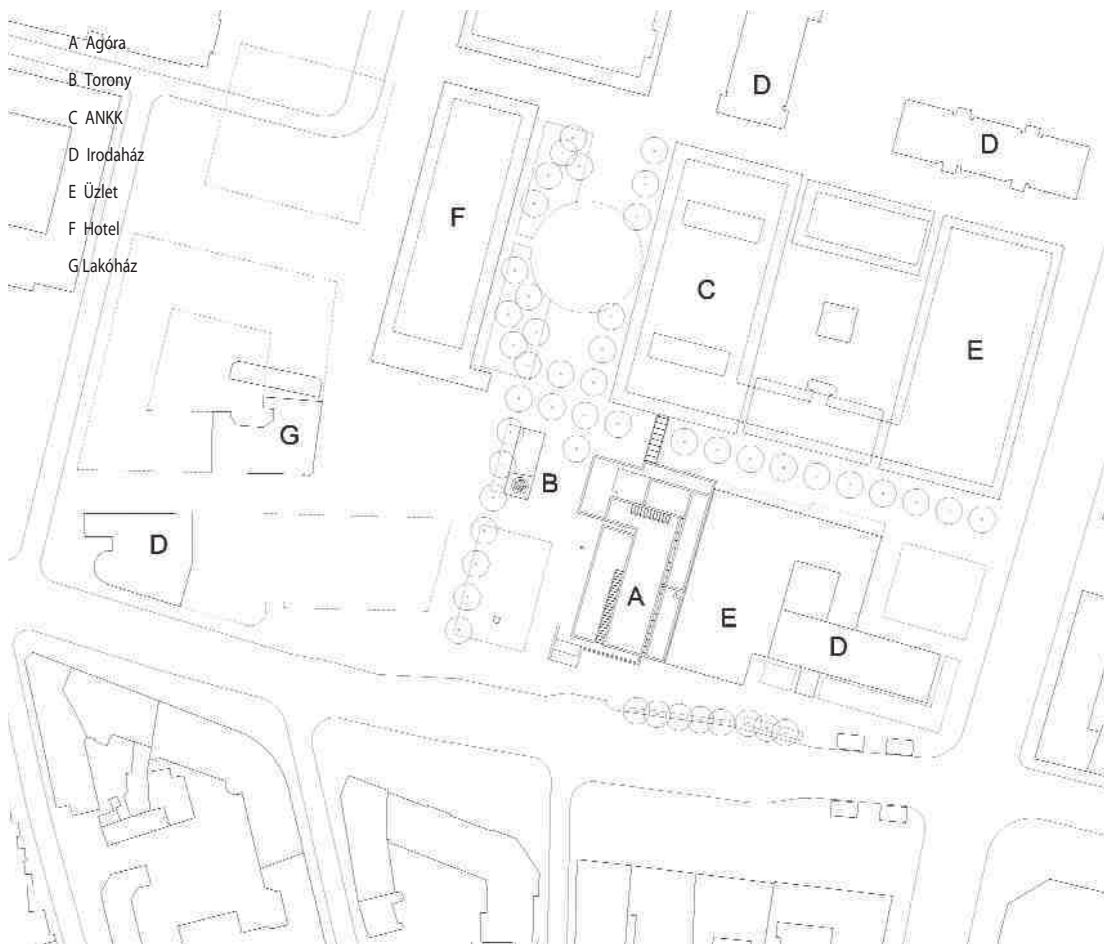 A Agóra
B Torony
C ANKK
D Irodaház
E Üzlet
F Hotel
G Lakóház
D
D
F
C
E
G
B
D
A
E
D